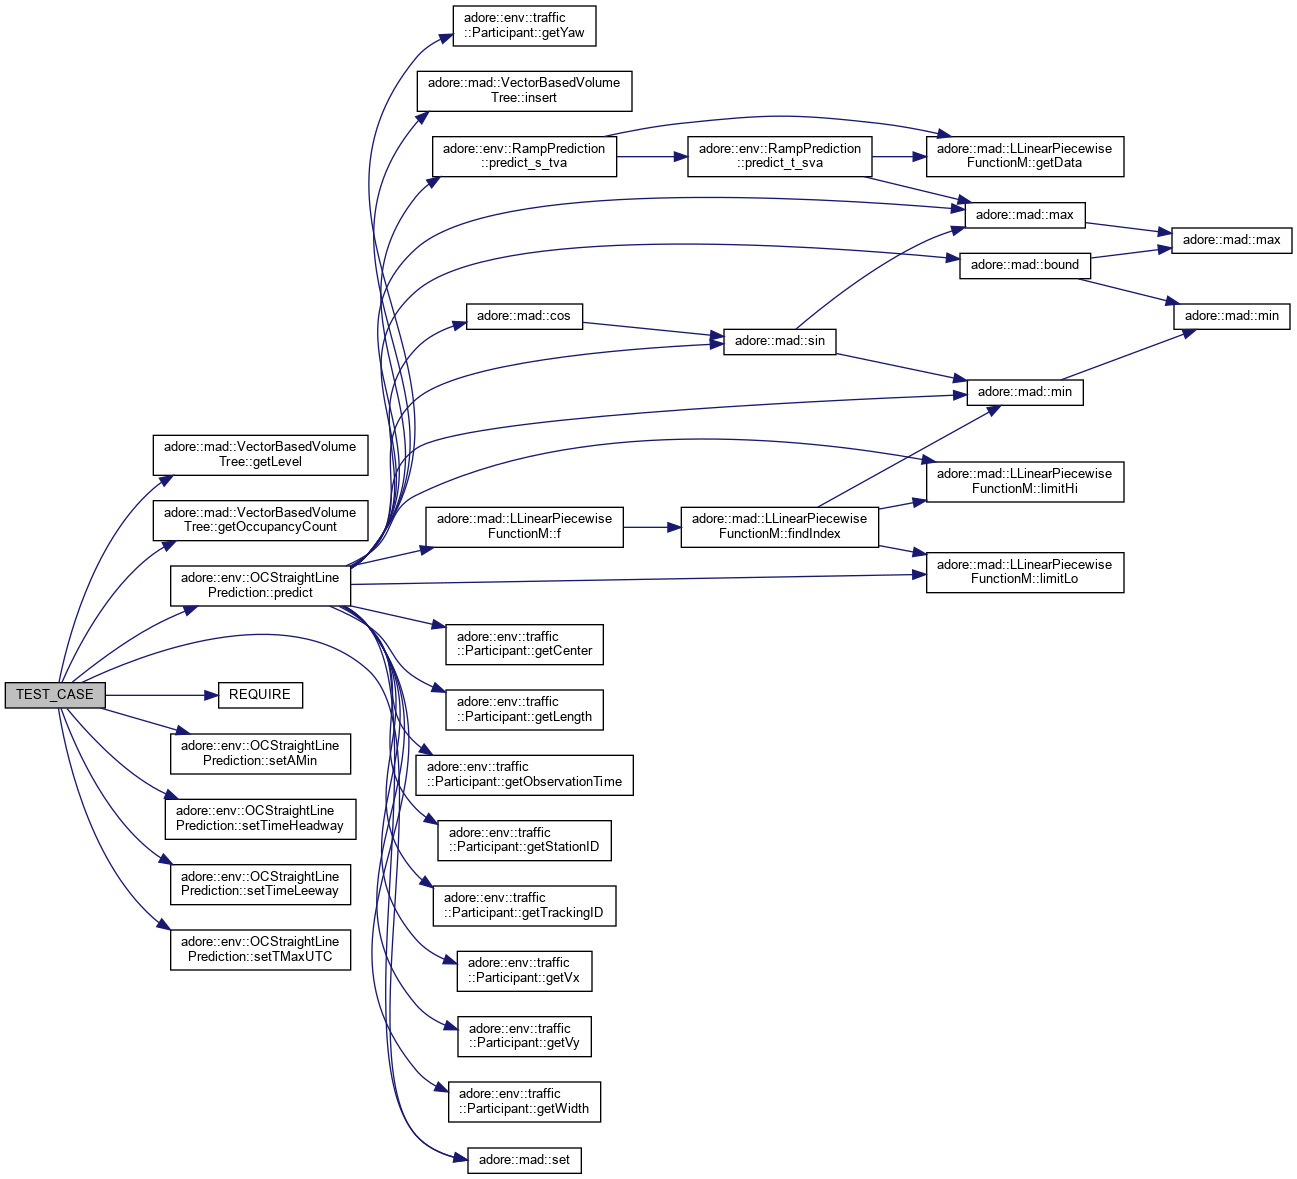 adore::env::traffic
::Participant::getYaw
adore::mad::VectorBasedVolume
Tree::insert
adore::env::RampPrediction
::predict_s_tva
adore::env::RampPrediction
::predict_t_sva
adore::mad::LLinearPiecewise
FunctionM::getData
adore::mad::max
adore::mad::max
adore::mad::bound
adore::mad::cos
adore::mad::min
adore::mad::sin
adore::mad::min
adore::mad::VectorBasedVolume
Tree::getLevel
adore::mad::LLinearPiecewise
FunctionM::limitHi
adore::mad::VectorBasedVolume
Tree::getOccupancyCount
adore::mad::LLinearPiecewise
FunctionM::f
adore::mad::LLinearPiecewise
FunctionM::findIndex
adore::mad::LLinearPiecewise
FunctionM::limitLo
adore::env::OCStraightLine
Prediction::predict
adore::env::traffic
::Participant::getCenter
TEST_CASE
REQUIRE
adore::env::traffic
::Participant::getLength
adore::env::OCStraightLine
Prediction::setAMin
adore::env::traffic
::Participant::getObservationTime
adore::env::OCStraightLine
Prediction::setTimeHeadway
adore::env::traffic
::Participant::getStationID
adore::env::OCStraightLine
Prediction::setTimeLeeway
adore::env::traffic
::Participant::getTrackingID
adore::env::OCStraightLine
Prediction::setTMaxUTC
adore::env::traffic
::Participant::getVx
adore::env::traffic
::Participant::getVy
adore::env::traffic
::Participant::getWidth
adore::mad::set